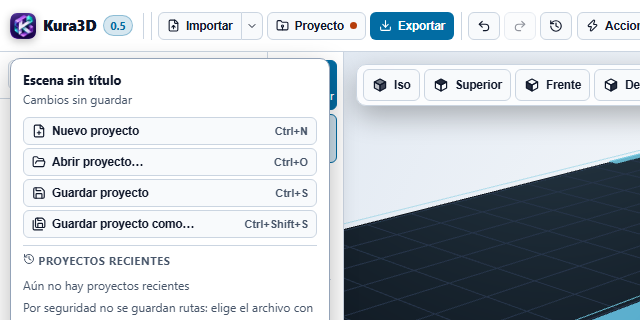 Kura3D 0.5 Importar Proyecto Exportar Accion
Iso Superior Frente De
Escena sin título
Cambios sin guardar
Nuevo proyecto Ctrl+N
Abrir proyecto… Ctrl+O
Guardar proyecto Ctrl+S
Guardar proyecto como… Ctrl+Shift+S
PROYECTOS RECIENTES
Aún no hay proyectos recientes
Por seguridad no se guardan rutas: elige el archivo con